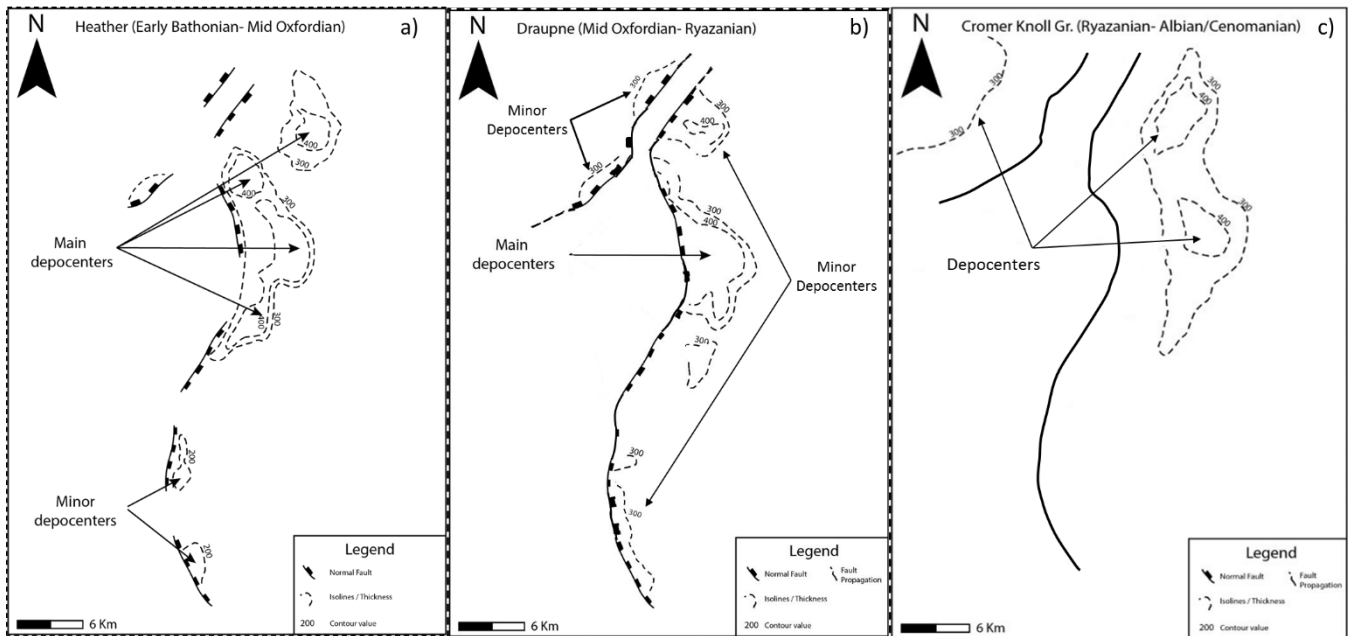 N
Heather (Early Bathonian- Mid Oxfordian)
a)
400
300
400
300
Main
depocenters
400
300
200
Minor
depocenters
200
Legend
Normal Fault
Isolines / Thickness
200 Contour value
6 Km
N
Draupne (Mid Oxfordian- Ryazanian)
b)
300
Minor
Depocenters
300
400
300
300
400
Main
depocenters
Minor
Depocenters
300
300
300
Legend
Normal Fault
Fault
Propagation
Isolines / Thickness
200 Contour value
6 Km
N
Cromer Knoll Gr. (Ryazanian- Albian/Cenomanian)
c)
300
300
300
400
300
400
Depocenters
Legend
Normal Fault
Fault
Propagation
Isolines / Thickness
200 Contour value
6 Km